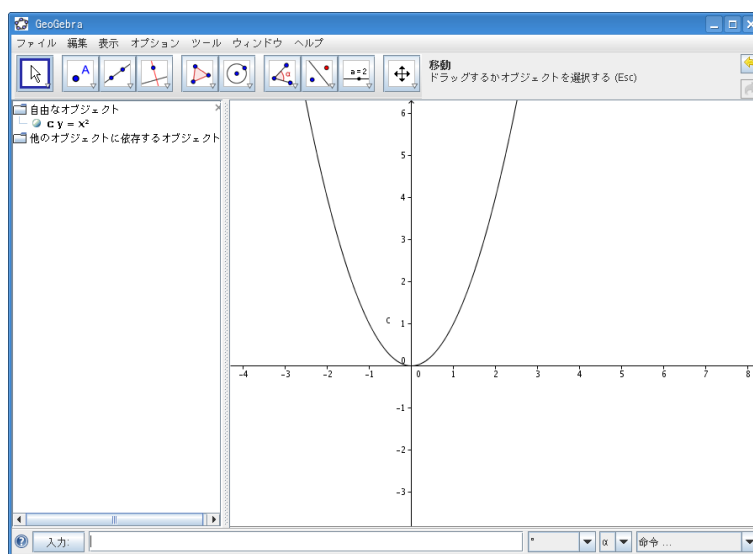 GeoGebra
ファイル 編集 表示 オプション ツール ウィンドウ ヘルプ
A α a=2
移動
ドラッグするかオブジェクトを選択する (Esc)
自由なオブジェクト
c: y = x²
他のオブジェクトに依存するオブジェクト
6
5
4
3
2
c 1
0
-4 -3 -2 -1 0 1 2 3 4 5 6 7 8
-1
-2
-3
入力: ° α 命令 ...